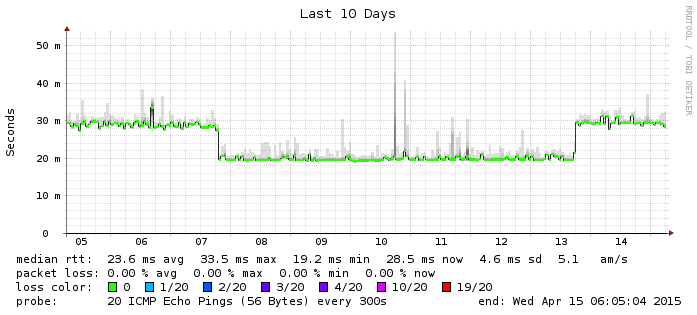 Last 10 Days
RRDTOOL / TOBI OETIKER
Seconds
50 m
40 m
30 m
20 m
10 m
0
05 06 07 08 09 10 11 12 13 14
median rtt: 23.6 ms avg 33.5 ms max 19.2 ms min 28.5 ms now 4.6 ms sd 5.1 am/s
packet loss: 0.00 % avg 0.00 % max 0.00 % min 0.00 % now
loss color: 0 1/20 2/20 3/20 4/20 10/20 19/20
probe: 20 ICMP Echo Pings (56 Bytes) every 300s end: Wed Apr 15 06:05:04 2015